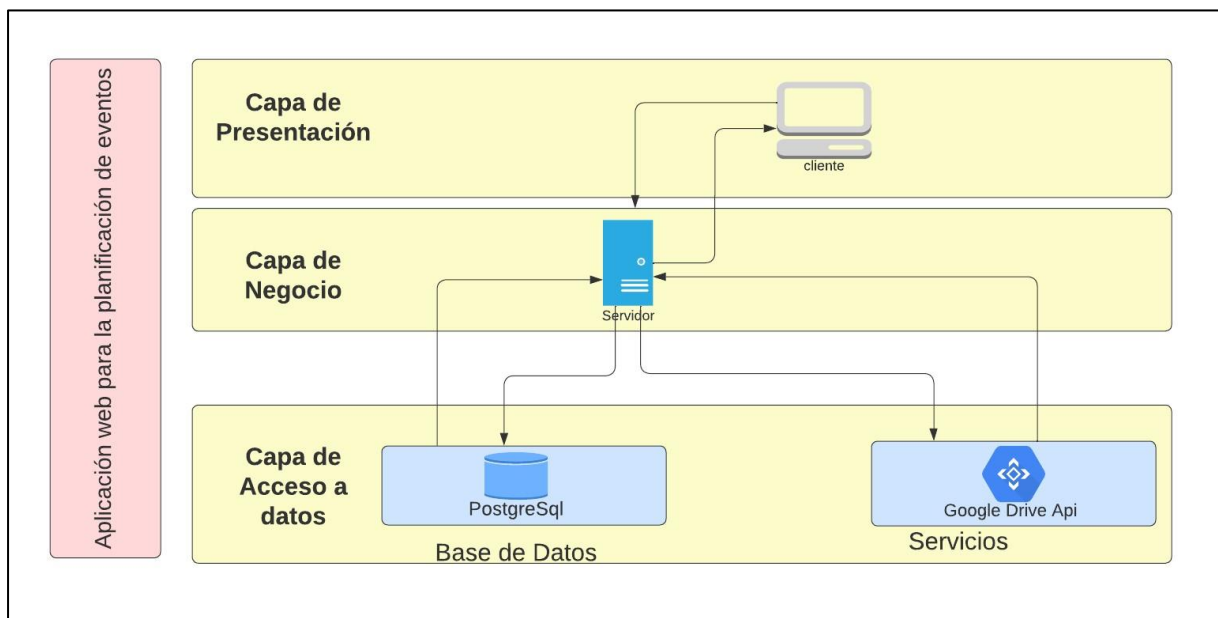 Aplicación web para la planificación de eventos
Capa de
Presentación
cliente
Capa de
Negocio
Servidor
Capa de
Acceso a
datos
PostgreSql
Base de Datos
Google Drive Api
Servicios